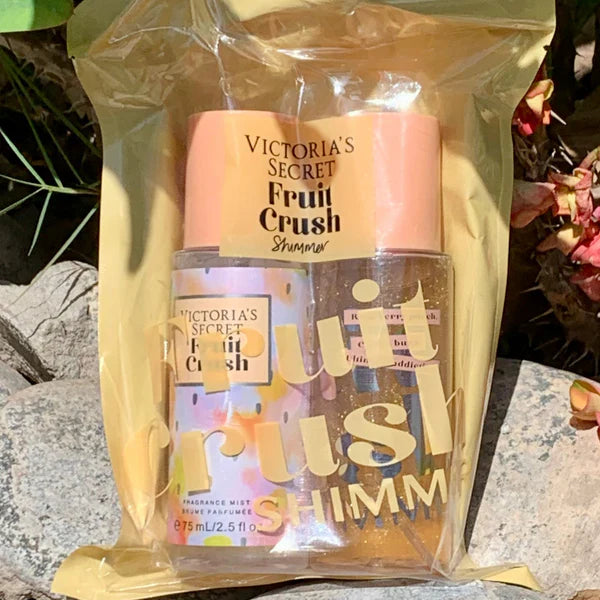 VICTORIA'S
SECRET
Fruit
Crush
Shimmer
VICTORIA'S
SECRET
Fruit
Crush
fruit
crush
SHIMM
FRAGRANCE MIST
BRUME PARFUMÉE
℮ 75 mL/2.5 fl o